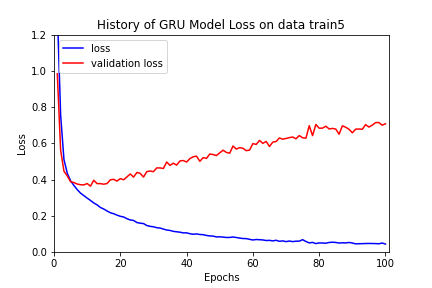 History of GRU Model Loss on data train5
loss
validation loss
Loss
1.2
1.0
0.8
0.6
0.4
0.2
0.0
0 20 40 60 80 100
Epochs